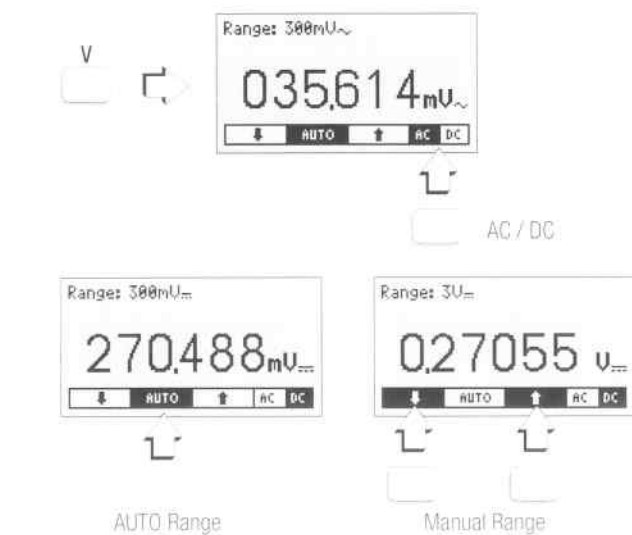 V
Range: 300mV~
035.614mV~
⬇ AUTO ⬆ AC DC
AC / DC
Range: 300mV⎓
270.488mV⎓
⬇ AUTO ⬆ AC DC
AUTO Range
Range: 3V⎓
0.27055 V⎓
⬇ AUTO ⬆ AC DC
Manual Range